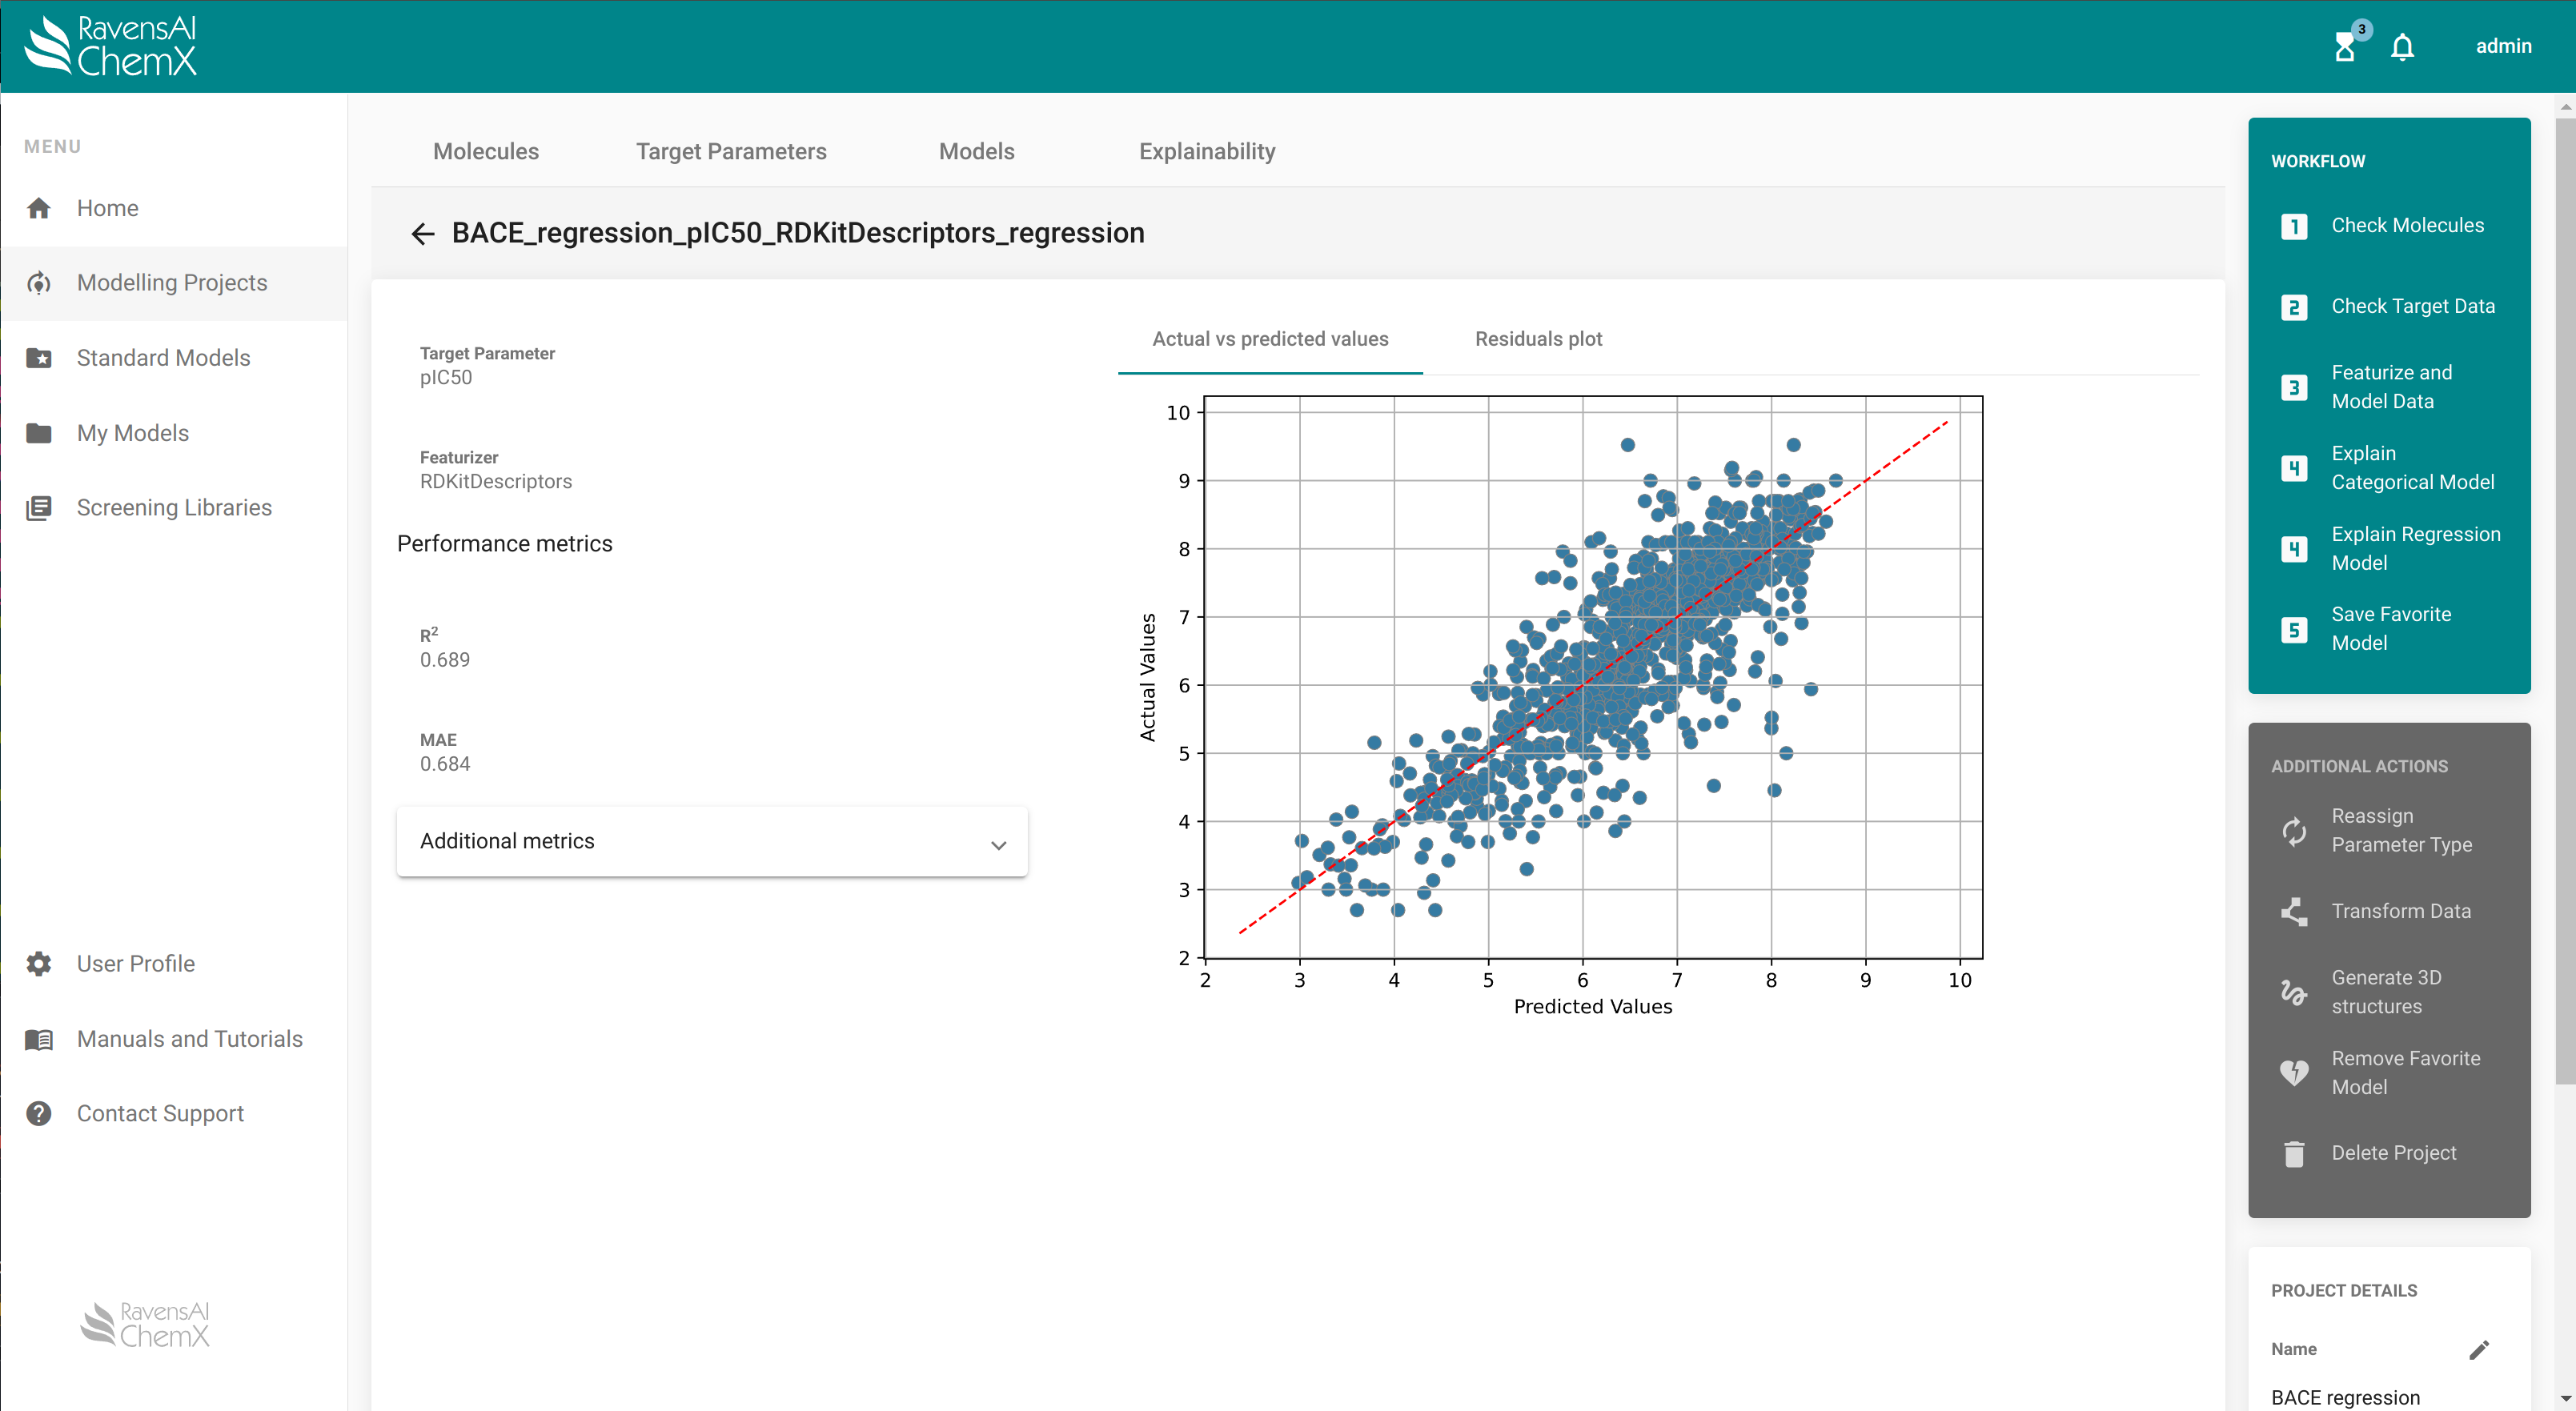 RavensAI
ChemX
3
admin
MENU
Home
Modelling Projects
Standard Models
My Models
Screening Libraries
User Profile
Manuals and Tutorials
Contact Support
RavensAI
ChemX
Molecules
Target Parameters
Models
Explainability
BACE_regression_pIC50_RDKitDescriptors_regression
Target Parameter
pIC50
Featurizer
RDKitDescriptors
Performance metrics
R²
0.689
MAE
0.684
Additional metrics
Actual vs predicted values
Residuals plot
10
9
8
7
6
5
4
3
2
Actual Values
2 3 4 5 6 7 8 9 10
Predicted Values
WORKFLOW
1 Check Molecules
2 Check Target Data
3 Featurize and
Model Data
4 Explain
Categorical Model
4 Explain Regression
Model
5 Save Favorite
Model
ADDITIONAL ACTIONS
Reassign
Parameter Type
Transform Data
Generate 3D
structures
Remove Favorite
Model
Delete Project
PROJECT DETAILS
Name
BACE regression